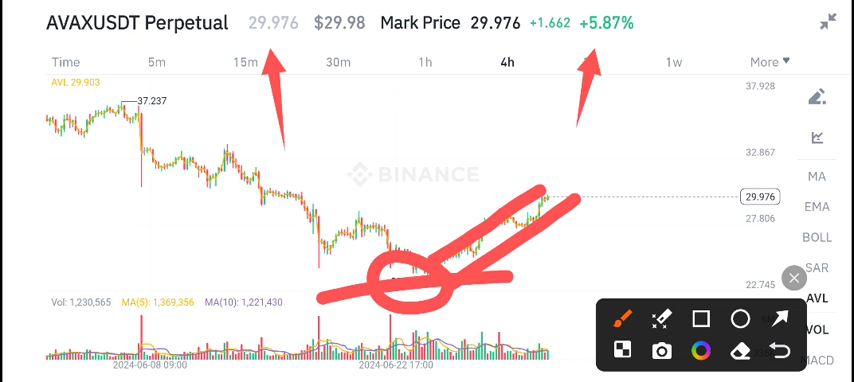 AVAXUSDT Perpetual 29.976 $29.98 Mark Price 29.976 +1.662 +5.87%
Time 5m 15m 30m 1h 4h 1w More
AVL 29.903
37.928
37.237
32.867
BINANCE
MA
29.976
EMA
27.806
BOLL
SAR
22.745
AVL
Vol: 1,230,565 MA(5): 1,369,356 MA(10): 1,221,430
VOL
MACD
2024-06-08 09:00 2024-06-22 17:00